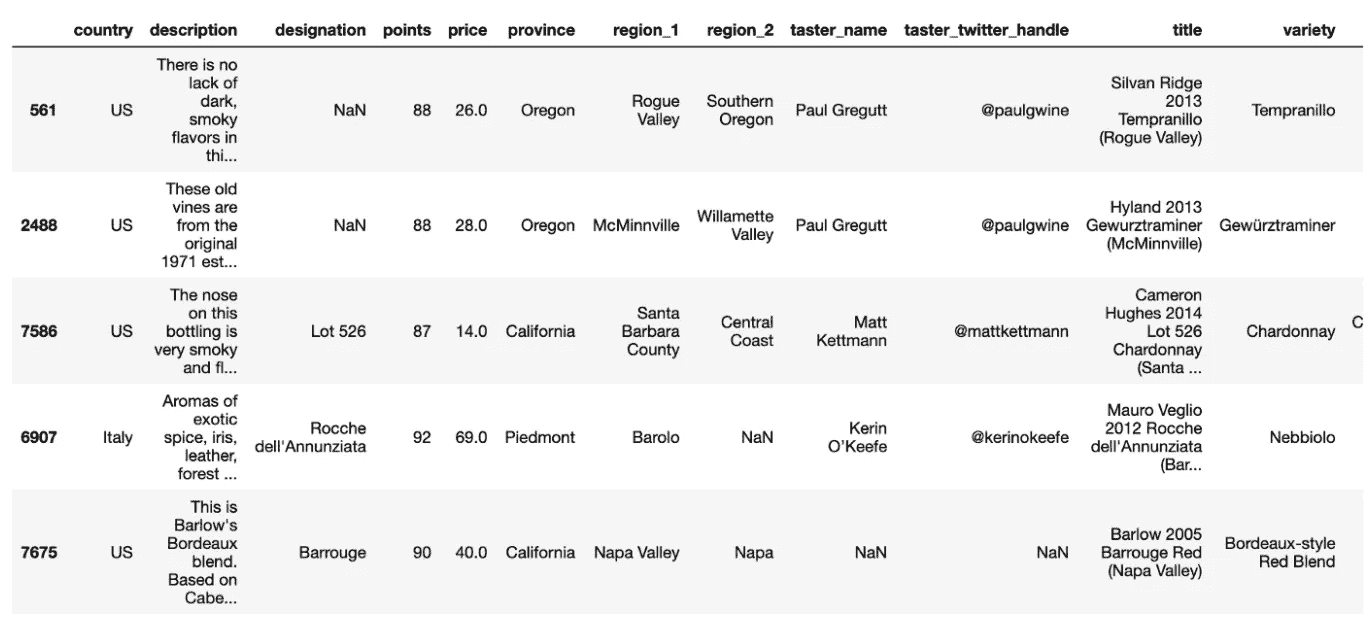 country description designation points price province region_1 region_2 taster_name taster_twitter_handle title variety
561 US There is no lack of dark, smoky flavors in thi... NaN 88 26.0 Oregon Rogue Valley Southern Oregon Paul Gregutt @paulgwine Silvan Ridge 2013 Tempranillo (Rogue Valley) Tempranillo
2488 US These old vines are from the original 1971 est... NaN 88 28.0 Oregon McMinnville Willamette Valley Paul Gregutt @paulgwine Hyland 2013 Gewurztraminer (McMinnville) Gewürztraminer
7586 US The nose on this bottling is very smoky and fl... Lot 526 87 14.0 California Santa Barbara County Central Coast Matt Kettmann @mattkettmann Cameron Hughes 2014 Lot 526 Chardonnay (Santa ... Chardonnay C
6907 Italy Aromas of exotic spice, iris, leather, forest ... Rocche dell'Annunziata 92 69.0 Piedmont Barolo NaN Kerin O’Keefe @kerinokeefe Mauro Veglio 2012 Rocche dell'Annunziata (Bar... Nebbiolo
7675 US This is Barlow's Bordeaux blend. Based on Cabe... Barrouge 90 40.0 California Napa Valley Napa NaN NaN Barlow 2005 Barrouge Red (Napa Valley) Bordeaux-style Red Blend